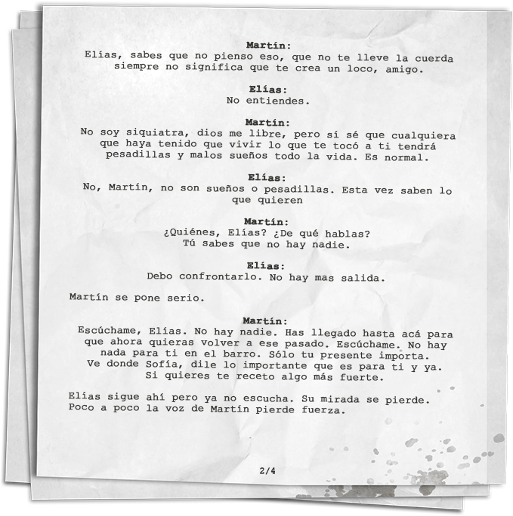 Martín:
Elías, sabes que no pienso eso, que no te lleve la cuerda
siempre no significa que te crea un loco, amigo.
Elías:
No entiendes.
Martín:
No soy siquiatra, dios me libre, pero si sé que cualquiera
que haya tenido que vivir lo que te tocó a ti tendrá
pesadillas y malos sueños todo la vida. Es normal.
Elías:
No, Martín, no son sueños o pesadillas. Esta vez saben lo
que quieren
Martín:
¿Quiénes, Elías? ¿De qué hablas?
Tú sabes que no hay nadie.
Elías:
Debo confrontarlo. No hay mas salida.
Martín se pone serio.
Martín:
Escúchame, Elías. No hay nadie. Has llegado hasta acá para
que ahora quieras volver a ese pasado. Escúchame. No hay
nada para ti en el barro. Sólo tu presente importa.
Ve donde Sofía, dile lo importante que es para ti y ya.
Si quieres te receto algo más fuerte.
Elías sigue ahí pero ya no escucha. Su mirada se pierde.
Poco a poco la voz de Martín pierde fuerza.
2/4